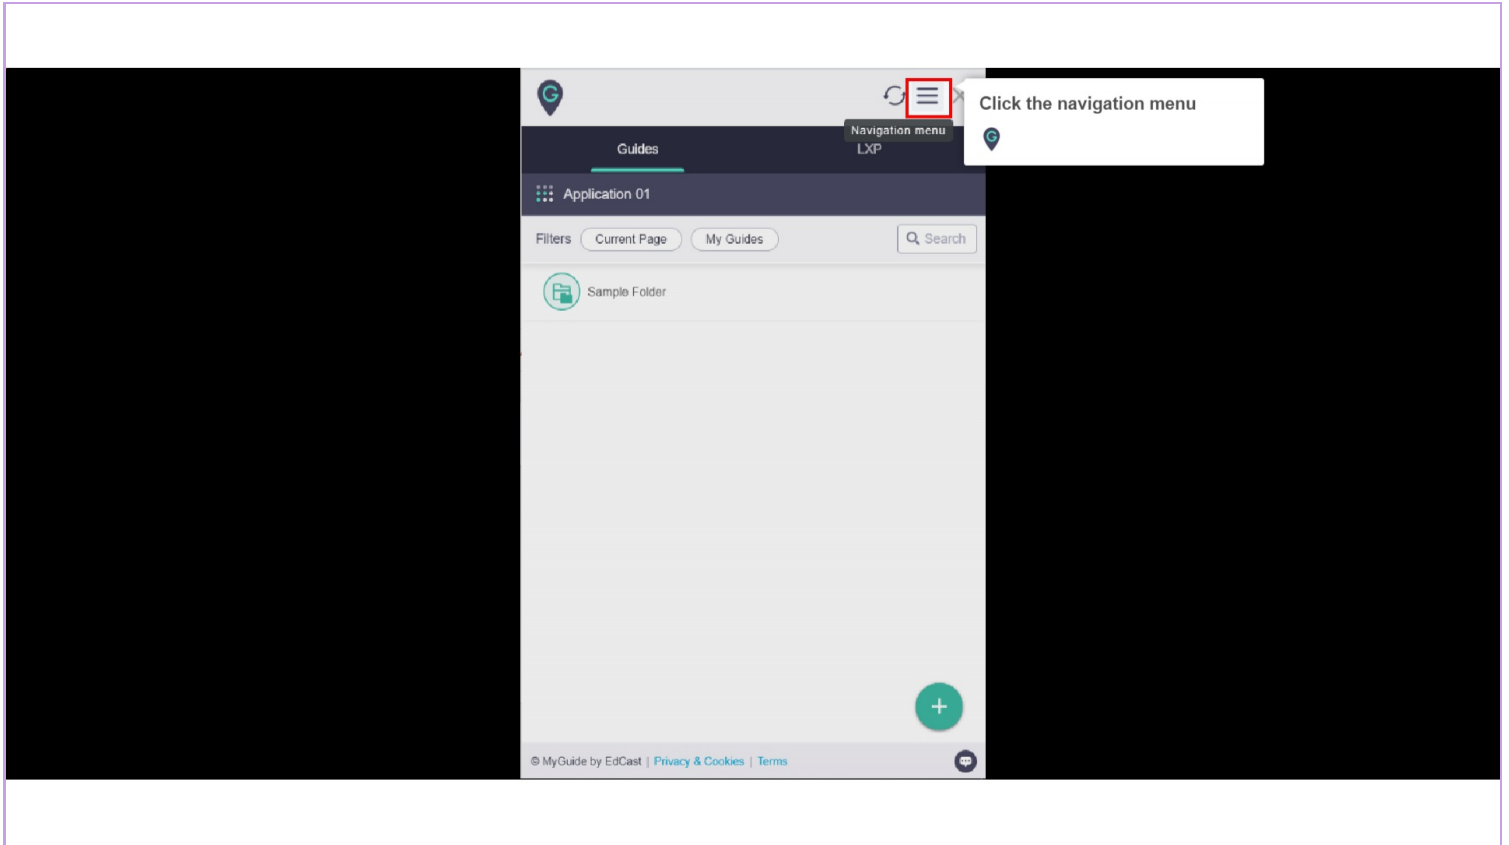 Click the navigation menu
Navigation menu
Guides
LXP
Application 01
Filters
Current Page
My Guides
Search
Sample Folder
© MyGuide by EdCast | Privacy & Cookies | Terms